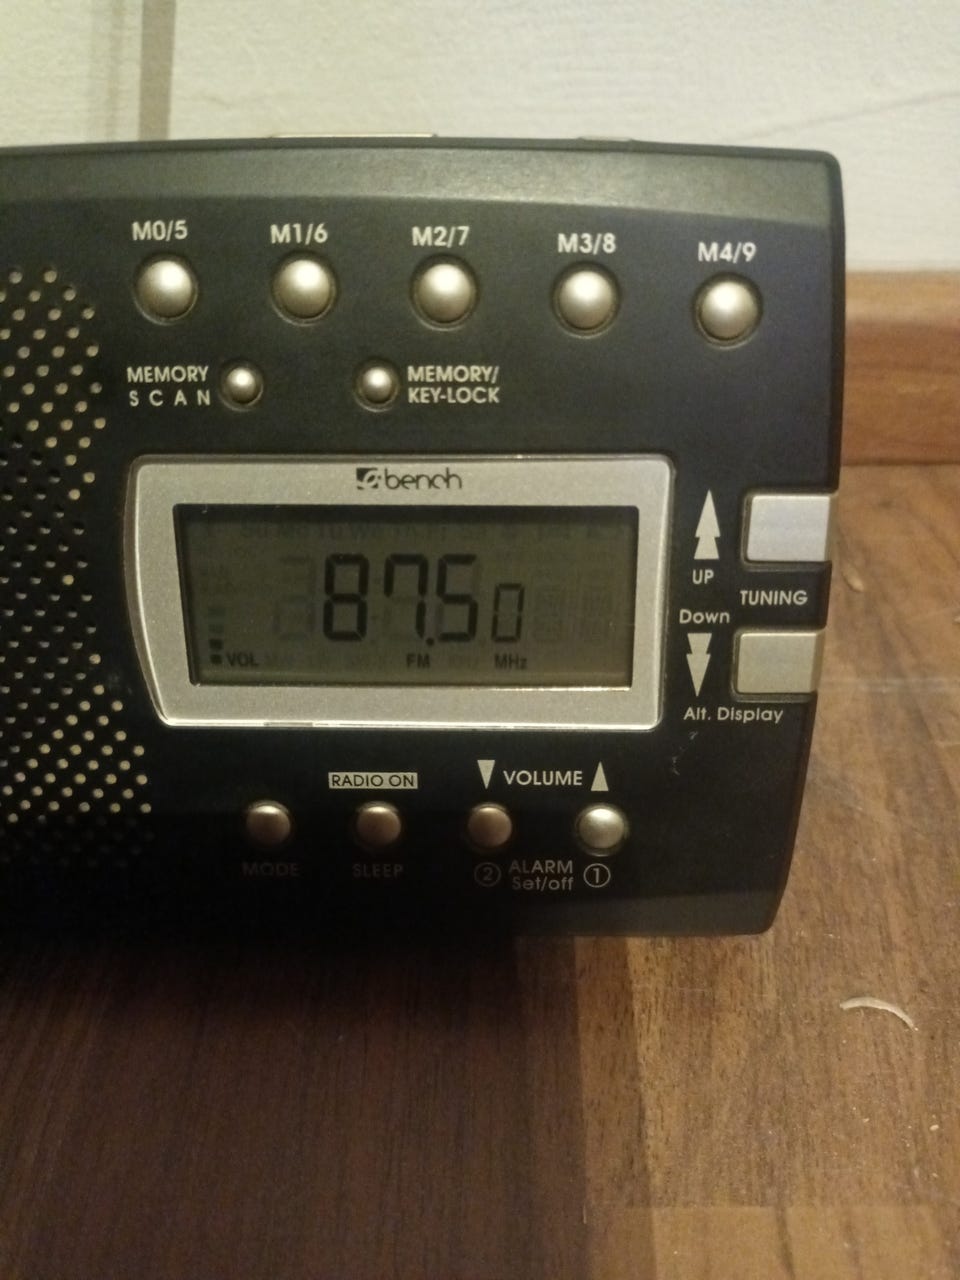 M0/5 M1/6 M2/7 M3/8 M4/9
MEMORY
SCAN
MEMORY/
KEY-LOCK
bench
87.50
VOL FM MHz
UP
TUNING
Down
Alt. Display
RADIO ON
VOLUME
MODE SLEEP
2 ALARM 1
Set/off